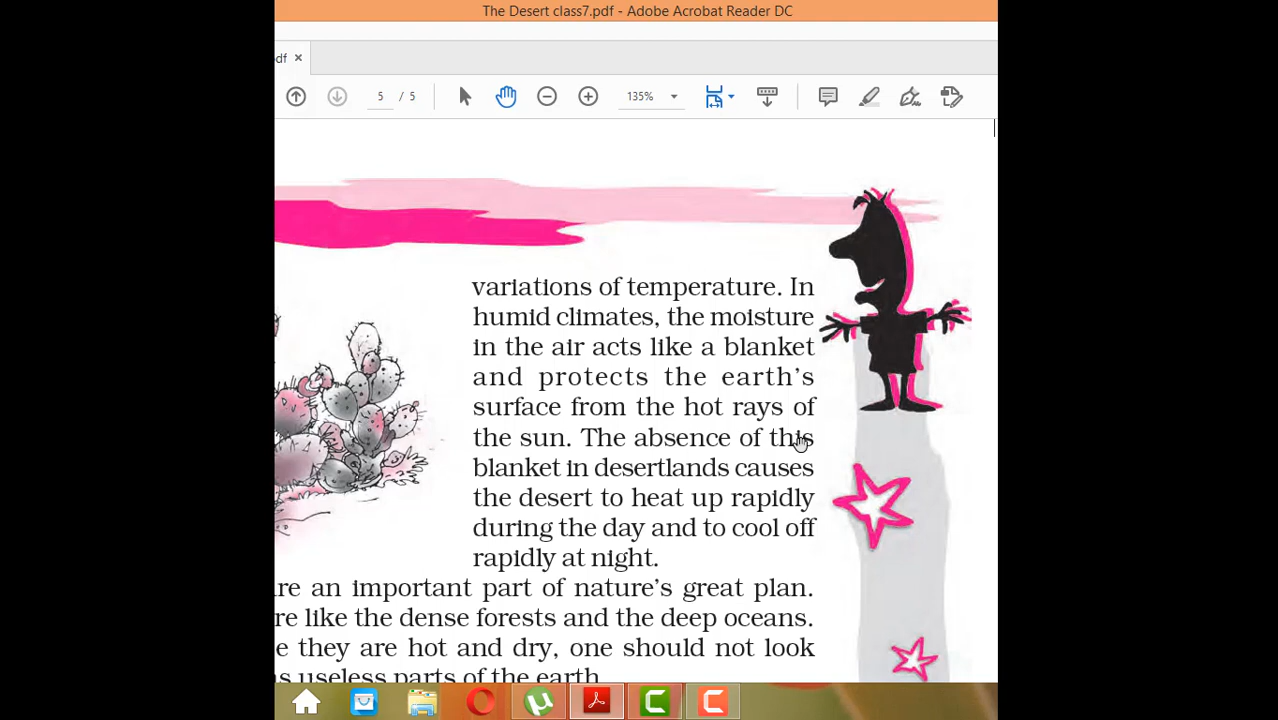 The Desert class7.pdf - Adobe Acrobat Reader DC
df ×
5 / 5
135%
variations of temperature. In
humid climates, the moisture
in the air acts like a blanket
and protects the earth's
surface from the hot rays of
the sun. The absence of this
blanket in desertlands causes
the desert to heat up rapidly
during the day and to cool off
rapidly at night.
are an important part of nature's great plan.
re like the dense forests and the deep oceans.
e they are hot and dry, one should not look
as useless parts of the earth.